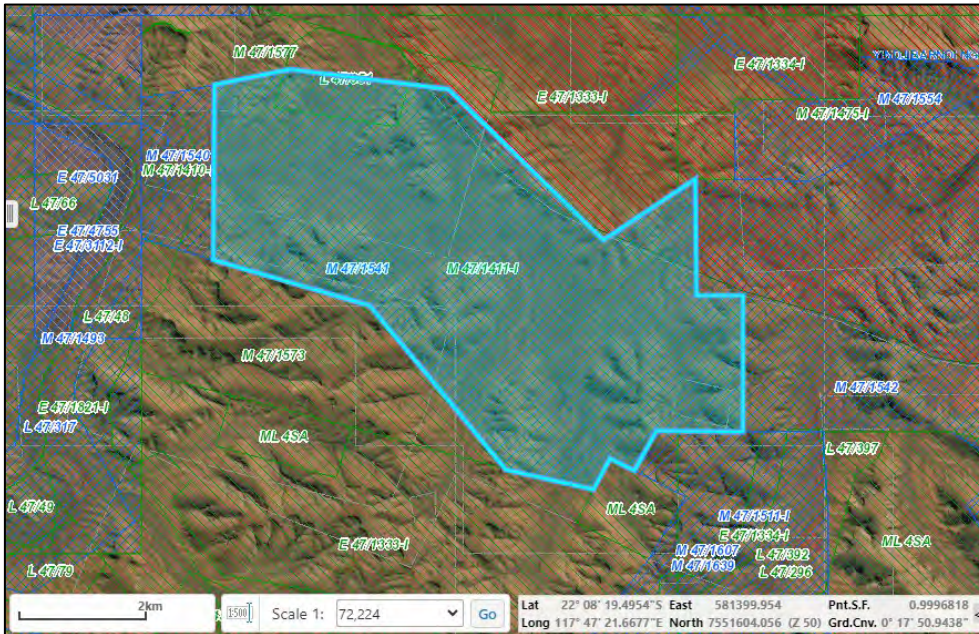 M 47/1577
E 47/1334-I
E 47/1333-I
M 47/1554
M 47/1475-I
M 47/1540
M 47/1410-I
E 47/5031
L 47/66
E 47/4755
E 47/3112-I
M 47/1541
M 47/1411-I
L 47/48
M 47/1493
M 47/1573
M 47/1542
E 47/1821-I
L 47/317
ML 4SA
L 47/397
L 47/49
ML 4SA
M 47/1511-I
E 47/1334-I
ML 4SA
E 47/1333-I
M 47/1607
L 47/392
M 47/1639
L 47/79
L 47/296
2km
1:500
Scale 1:
72,224
Go
Lat 22° 08' 19.4954"S East 581399.954 Pnt.S.F. 0.9996818
Long 117° 47' 21.6677"E North 7551604.056 (Z 50) Grd.Cnv. 0° 17' 50.9438"